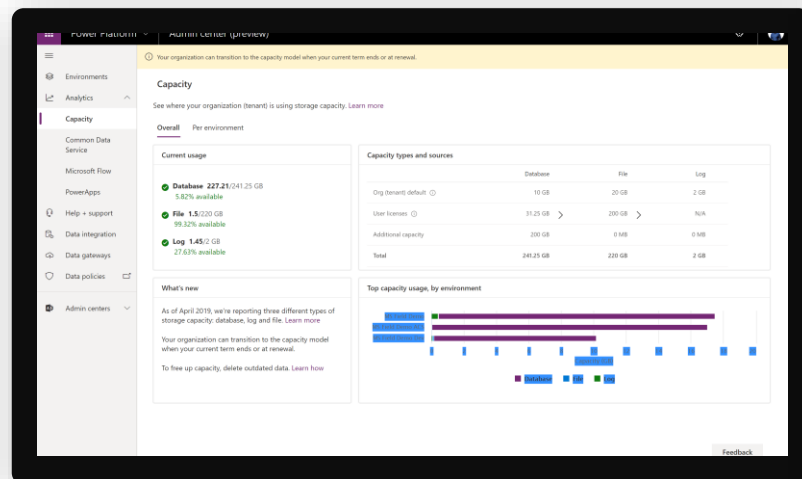 Power Platform
Admin center (preview)
Your organization can transition to the capacity model when your current term ends or at renewal.
Environments
Analytics
Capacity
Common Data
Service
Microsoft Flow
PowerApps
Help + support
Data integration
Data gateways
Data policies
Admin centers
Capacity
See where your organization (tenant) is using storage capacity. Learn more
Overall Per environment
Current usage
Database 227.21/241.25 GB
5.82% available
File 1.5/220 GB
99.32% available
Log 1.45/2 GB
27.63% available
Capacity types and sources
Database File Log
Org (tenant) default 10 GB 20 GB 2 GB
User licenses 31.25 GB 200 GB N/A
Additional capacity 200 GB 0 MB 0 MB
Total 241.25 GB 220 GB 2 GB
What's new
As of April 2019, we're reporting three different types of
storage capacity: database, log and file. Learn more
Your organization can transition to the capacity model
when your current term ends or at renewal.
To free up capacity, delete outdated data. Learn how
Top capacity usage, by environment
Database File Log
Feedback